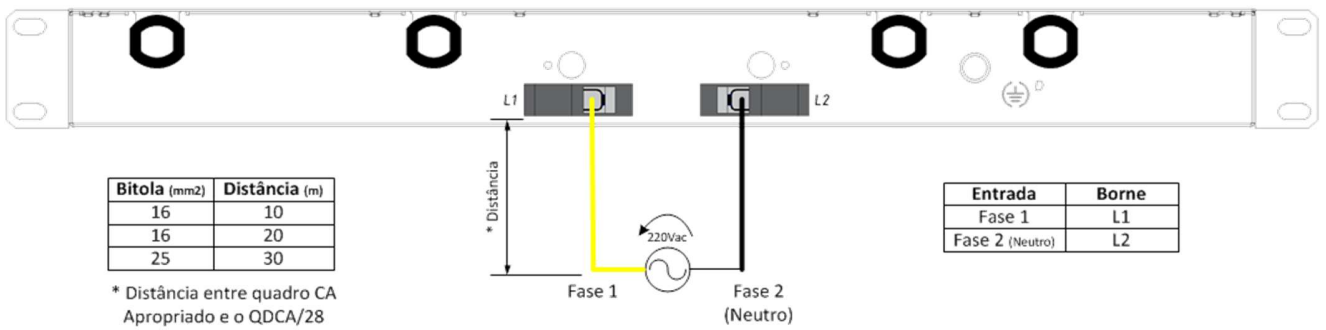 L1
L2
D
* Distância
Bitola (mm2) Distância (m)
16 10
16 20
25 30
* Distância entre quadro CA
Apropriado e o QDCA/28
220Vac
Fase 1
Fase 2
(Neutro)
Entrada Borne
Fase 1 L1
Fase 2 (Neutro) L2